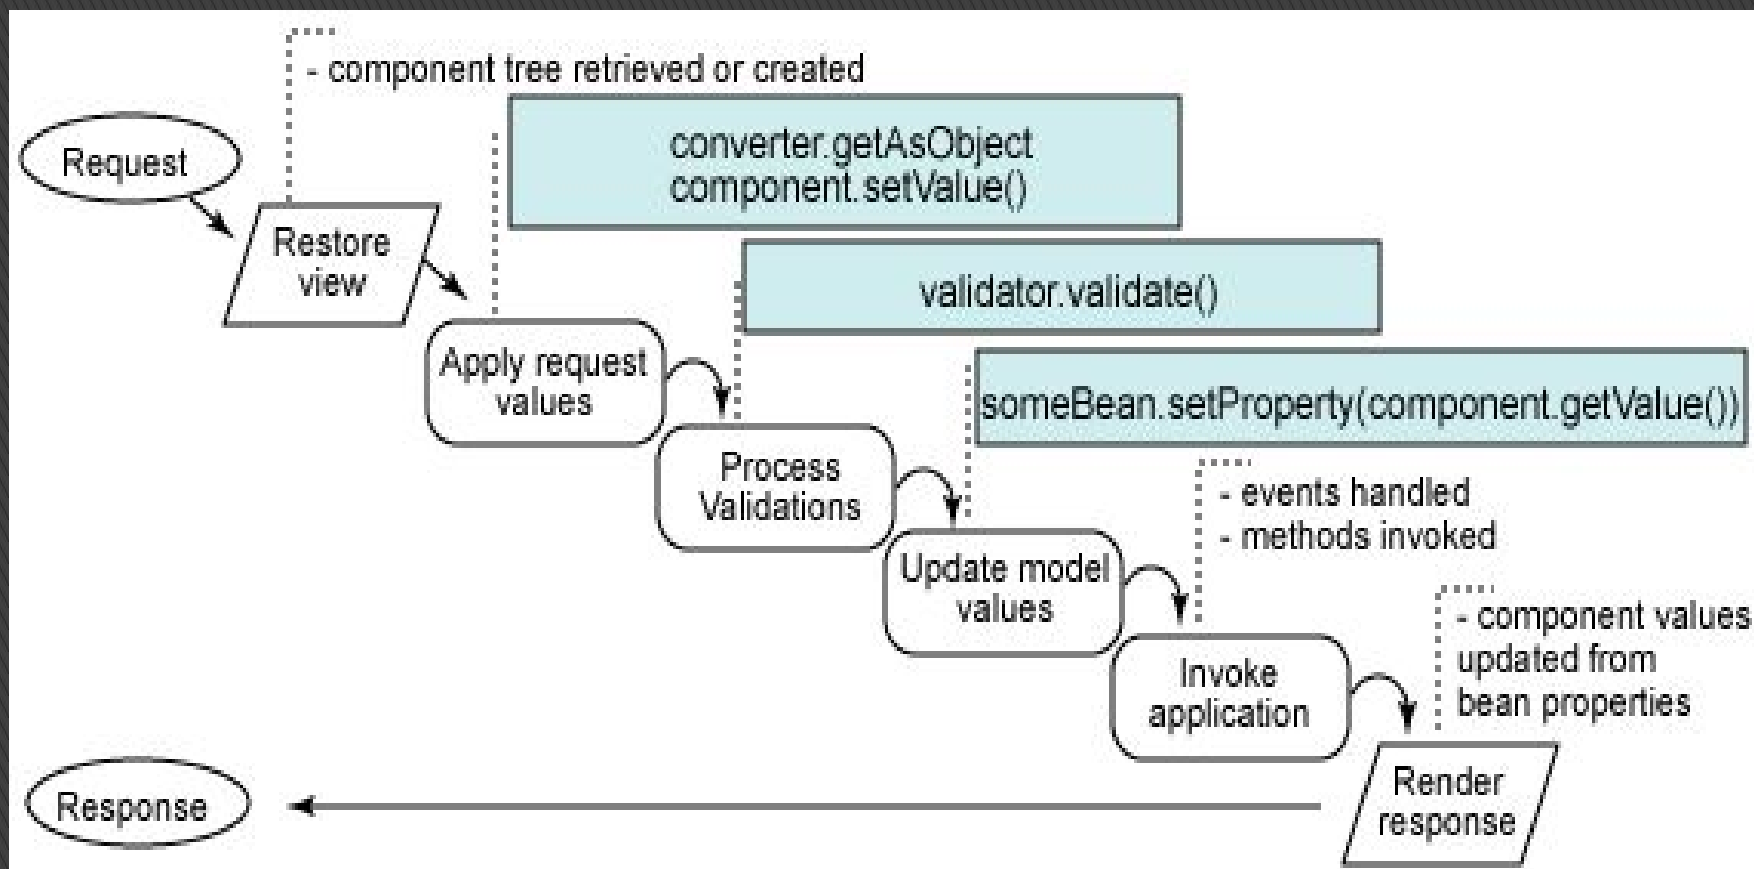 - component tree retrieved or created
Request
converter.getAsObject
component.setValue()
Restore
view
validator.validate()
Apply request
values
someBean.setProperty(component.getValue())
Process
Validations
- events handled
- methods invoked
Update model
values
- component values
updated from
bean properties
Invoke
application
Render
response
Response